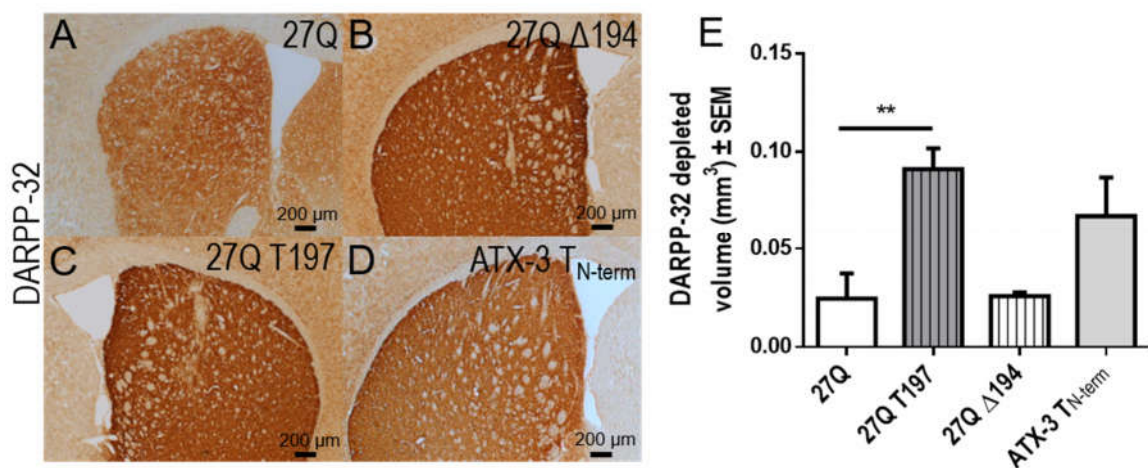 DARPP-32
A
27Q
200 µm
B
27Q Δ194
200 µm
C
27Q T197
200 µm
D
ATX-3 T_N-term
200 µm
E
DARPP-32 depleted
volume (mm³) ± SEM
0.15
0.10
0.05
0.00
**
27Q
27Q T197
27Q Δ194
ATX-3 T_N-term